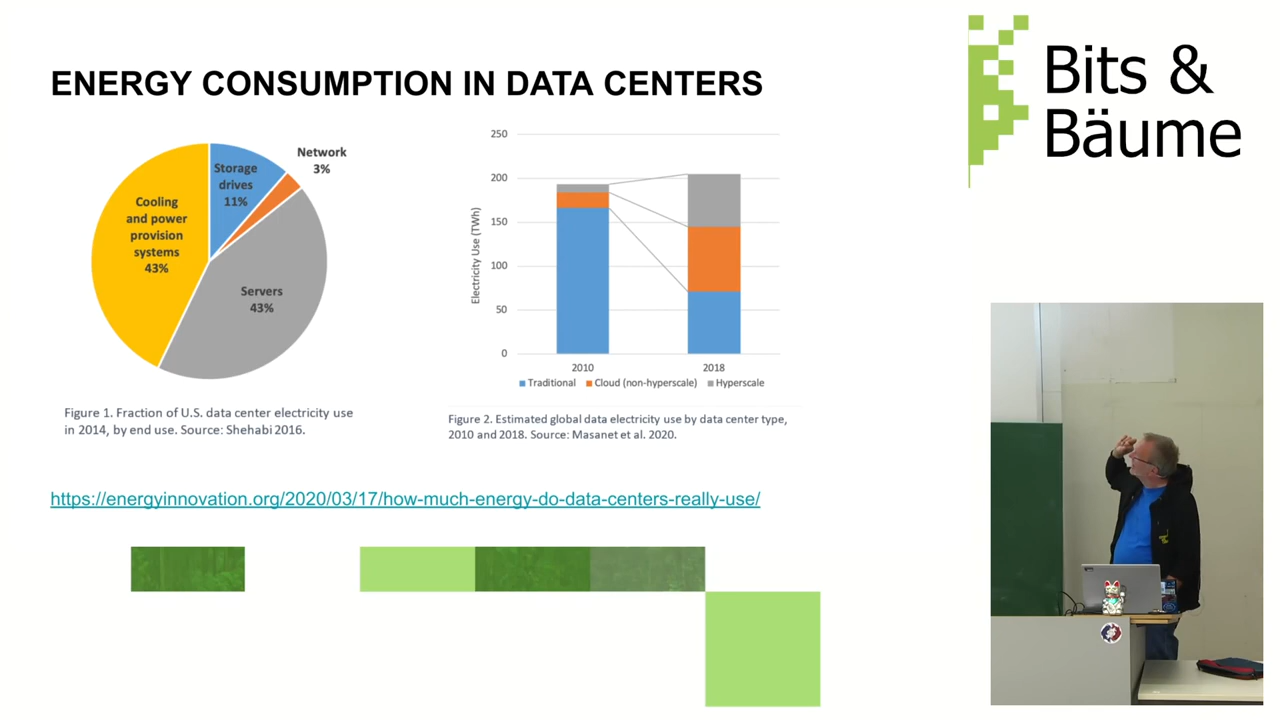 ENERGY CONSUMPTION IN DATA CENTERS
Bits &
Bäume
Storage
drives
11%
Network
3%
Cooling
and power
provision
systems
43%
Servers
43%
Figure 1. Fraction of U.S. data center electricity use
in 2014, by end use. Source: Shehabi 2016.
Electricity Use (TWh)
250
200
150
100
50
0
2010
2018
Traditional
Cloud (non-hyperscale)
Hyperscale
Figure 2. Estimated global data electricity use by data center type,
2010 and 2018. Source: Masanet et al. 2020.
https://energyinnovation.org/2020/03/17/how-much-energy-do-data-centers-really-use/